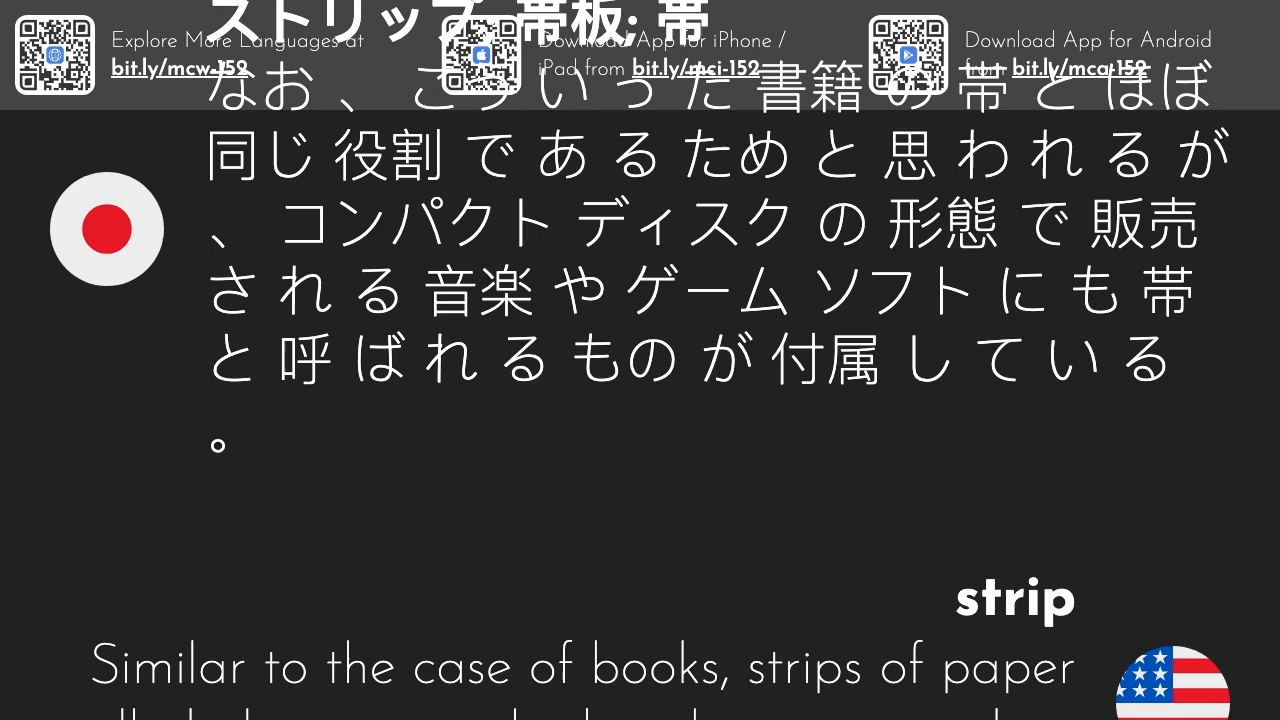 ストリップ; 帯板; 帯
Explore More Languages at
bit.ly/mcw-152
Download App for iPhone /
iPad from bit.ly/mci-152
Download App for Android
from bit.ly/mca-152
なお 、 こう いっ た 書籍 の 帯 と ほぼ
同じ 役割 で あ る ため と 思 わ れ る が
、 コンパクト ディスク の 形態 で 販売
さ れ る 音楽 や ゲーム ソフト に も 帯
と 呼 ば れ る もの が 付属 し て い る
。
strip
Similar to the case of books, strips of paper